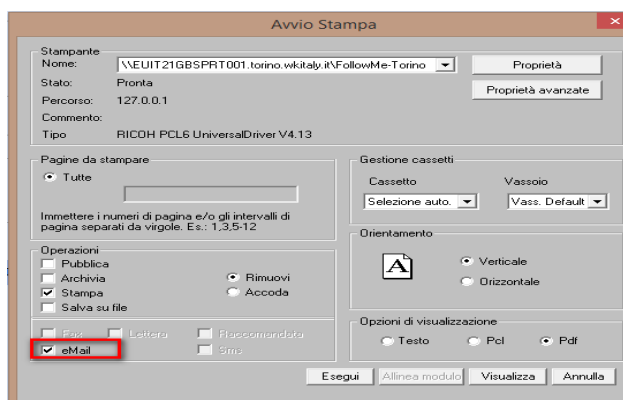 Avvio Stampa
Stampante
Nome: \\EUIT21GBSPRT001.torino.wkitaly.it\FollowMe-Torino
Proprietà
Stato: Pronta
Proprietà avanzate
Percorso: 127.0.0.1
Commento:
Tipo RICOH PCL6 UniversalDriver V4.13
Pagine da stampare
Tutte
Immettere i numeri di pagina e/o gli intervalli di
pagina separati da virgole. Es.: 1,3,5-12
Gestione cassetti
Cassetto Vassoio
Selezione auto. Vass. Default
Orientamento
A
Verticale
Orizzontale
Operazioni
Pubblica
Archivia Rimuovi
Stampa Accoda
Salva su file
Fax Lettera Raccomandata
eMail Sms
Opzioni di visualizzazione
Testo Pcl Pdf
Esegui Allinea modulo Visualizza Annulla